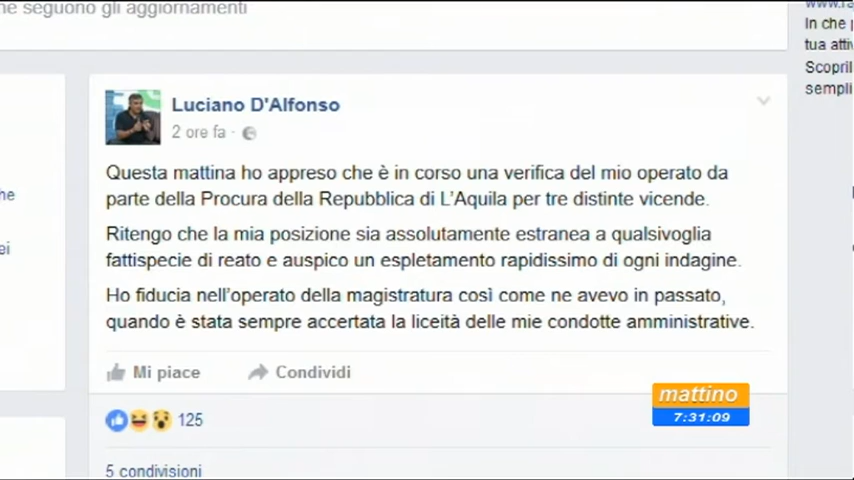 he seguono gli aggiornamenti
In che
tua atti
Scopril
sempli
Luciano D'Alfonso
2 ore fa ·
Questa mattina ho appreso che è in corso una verifica del mio operato da
parte della Procura della Repubblica di L'Aquila per tre distinte vicende.
Ritengo che la mia posizione sia assolutamente estranea a qualsivoglia
fattispecie di reato e auspico un espletamento rapidissimo di ogni indagine.
Ho fiducia nell'operato della magistratura così come ne avevo in passato,
quando è stata sempre accertata la liceità delle mie condotte amministrative.
Mi piace Condividi
125
5 condivisioni
he
ei
mattino
7:31:09